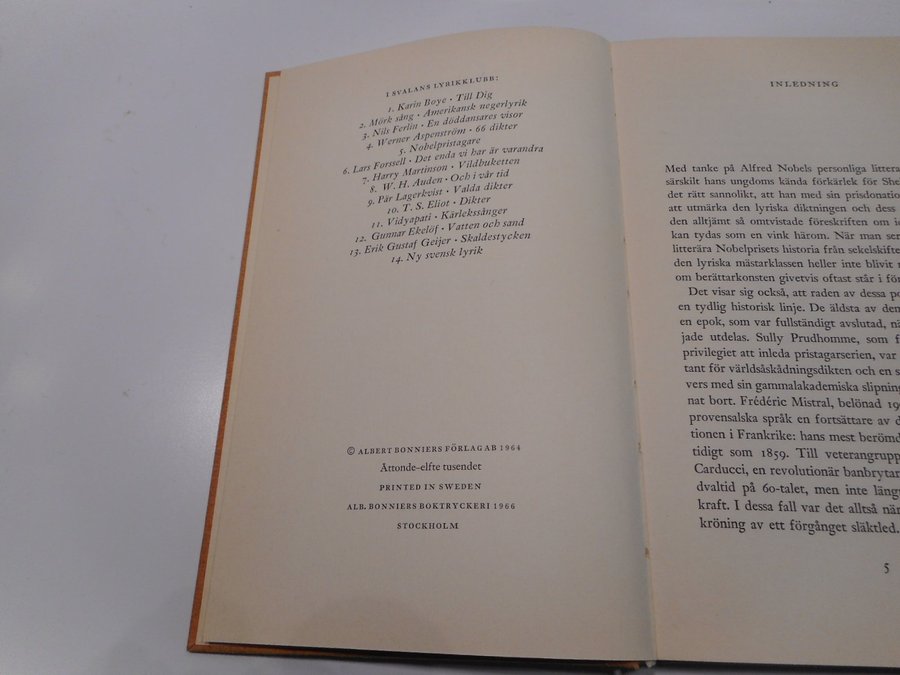 I SVALANS LYRIKKLUBB:
1. Karin Boye · Till Dig
2. Mörk sång · Amerikansk negerlyrik
3. Nils Ferlin · En döddansares visor
4. Werner Aspenström · 66 dikter
5. Nobelpristagare
6. Lars Forssell · Det enda vi har är varandra
7. Harry Martinson · Vildbuketten
8. W. H. Auden · Och i vår tid
9. Pär Lagerkvist · Valda dikter
10. T. S. Eliot · Dikter
11. Vidyapati · Kärlekssånger
12. Gunnar Ekelöf · Vatten och sand
13. Erik Gustaf Geijer · Skaldestycken
14. Ny svensk lyrik
© ALBERT BONNIERS FÖRLAG AB 1964
Åttonde–elfte tusendet
PRINTED IN SWEDEN
ALB. BONNIERS BOKTRYCKERI 1966
STOCKHOLM
INLEDNING
Med tanke på Alfred Nobels personliga littera
särskilt hans ungdoms kända förkärlek för She
det rätt sannolikt, att han med sin prisdonatio
att utmärka den lyriska diktningen och dess
den alltjämt så omtvistade föreskriften om i
kan tydas som en vink härom. När man ser
litterära Nobelprisets historia från sekelskifte
den lyriska mästarklassen heller inte blivit
om berättarkonsten givetvis oftast står i för
Det visar sig också, att raden av dessa po
en tydlig historisk linje. De äldsta av den
en epok, som var fullständigt avslutad, nä
jade utdelas. Sully Prudhomme, som f
privilegiet att inleda pristagarserien, var
tant för världsåskådningsdikten och en s
vers med sin gammalakademiska slipning
nat bort. Frédéric Mistral, belönad 19
provensalska språk en fortsättare av d
tionen i Frankrike: hans mest berömd
tidigt som 1859. Till veterangrupp
Carducci, en revolutionär banbrytar
dvaltid på 60-talet, men inte läng
kraft. I dessa fall var det alltså när
kröning av ett förgånget släktled.
5